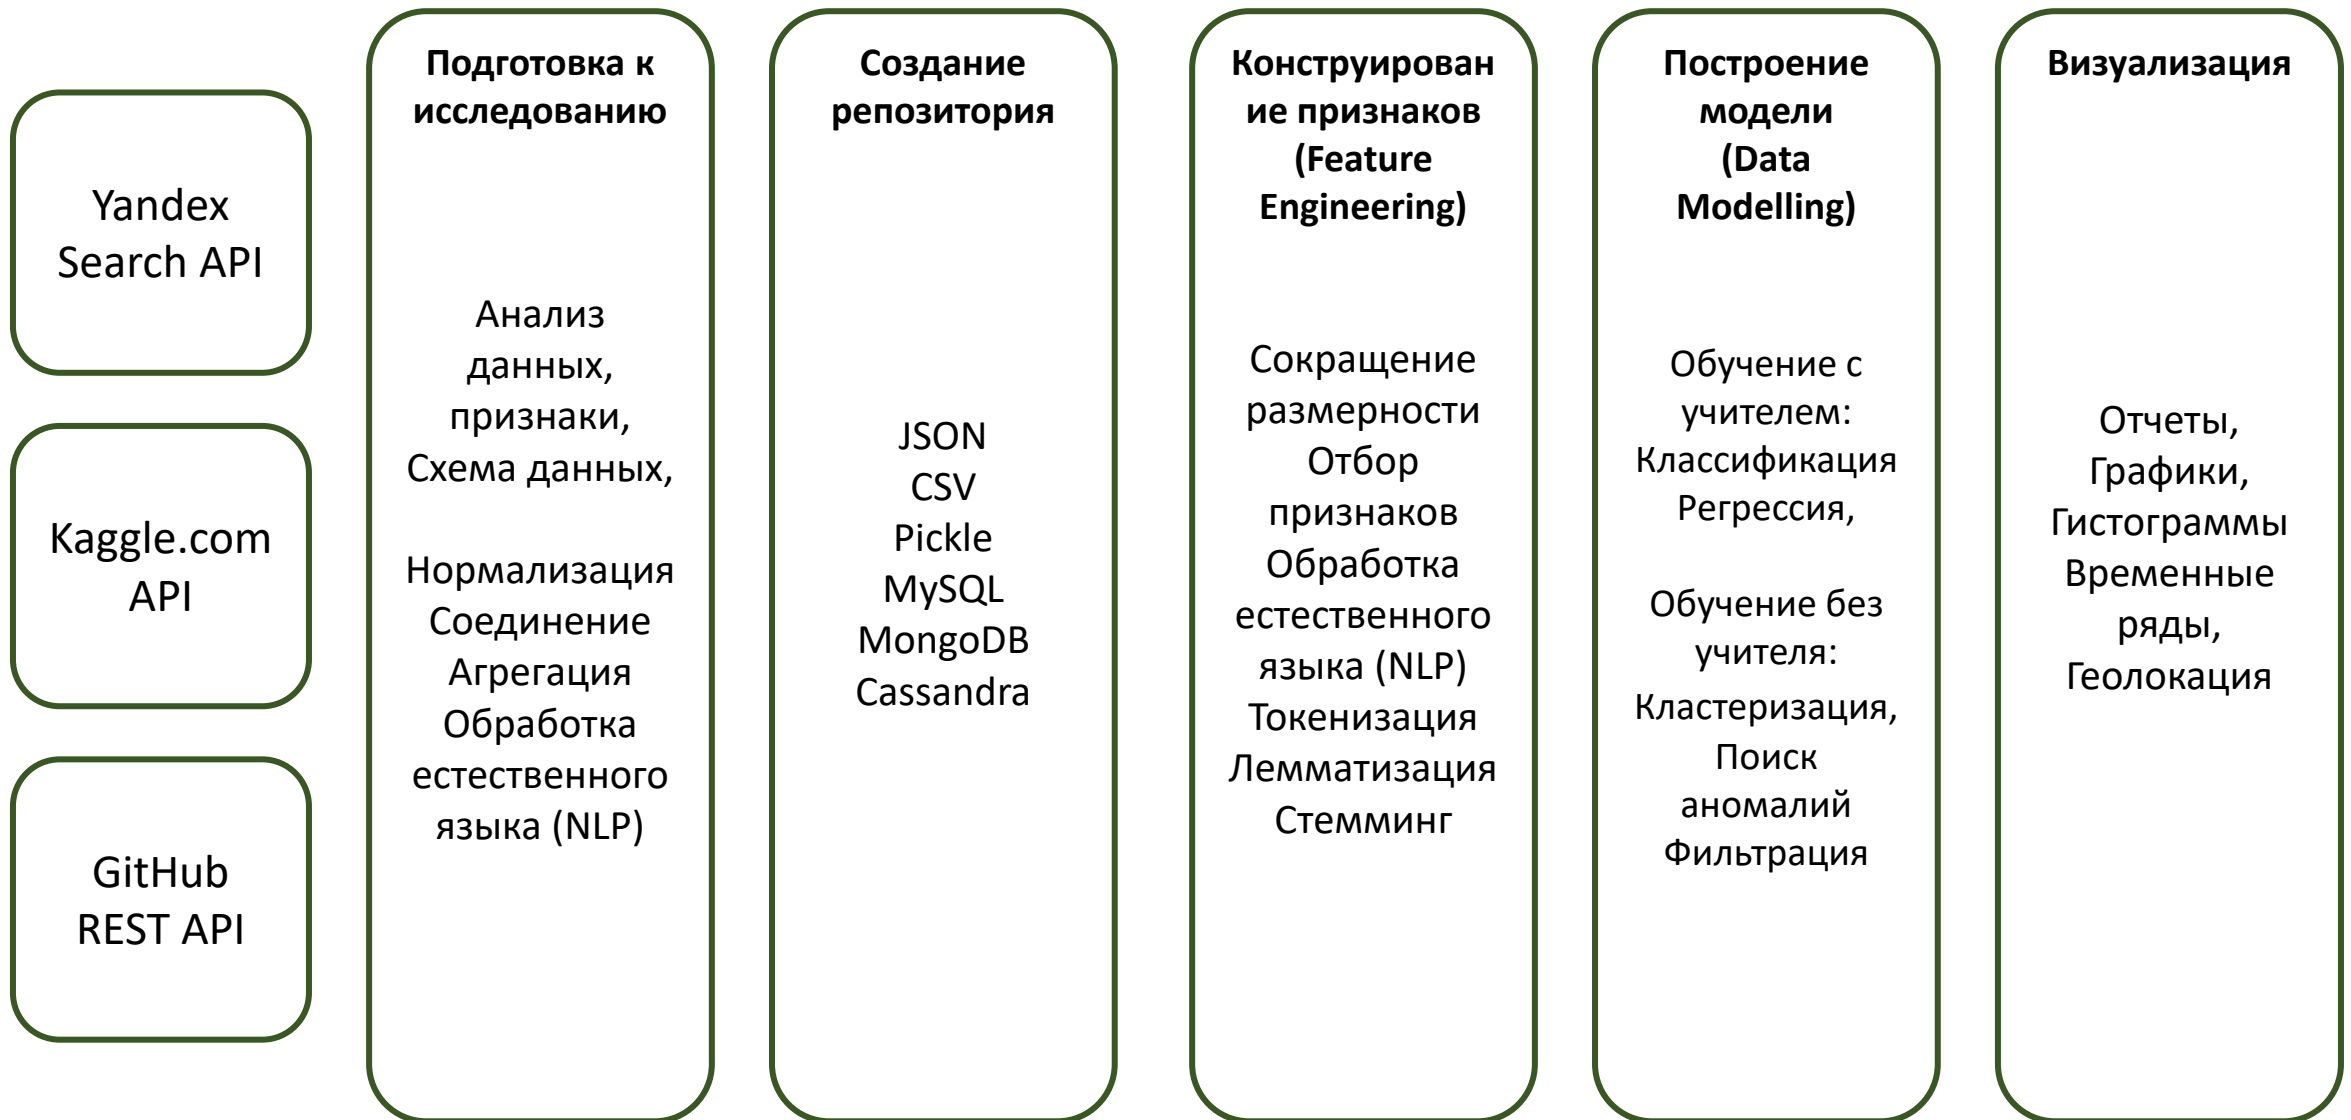 Yandex
Search API
Kaggle.com
API
GitHub
REST API
Подготовка к
исследованию
Анализ
данных,
признаки,
Схема данных,
Нормализация
Соединение
Агрегация
Обработка
естественного
языка (NLP)
Создание
репозитория
JSON
CSV
Pickle
MySQL
MongoDB
Cassandra
Конструирован
ие признаков
(Feature
Engineering)
Сокращение
размерности
Отбор
признаков
Обработка
естественного
языка (NLP)
Токенизация
Лемматизация
Стемминг
Построение
модели
(Data
Modelling)
Обучение с
учителем:
Классификация
Регрессия,
Обучение без
учителя:
Кластеризация,
Поиск
аномалий
Фильтрация
Визуализация
Отчеты,
Графики,
Гистограммы
Временные
ряды,
Геолокация